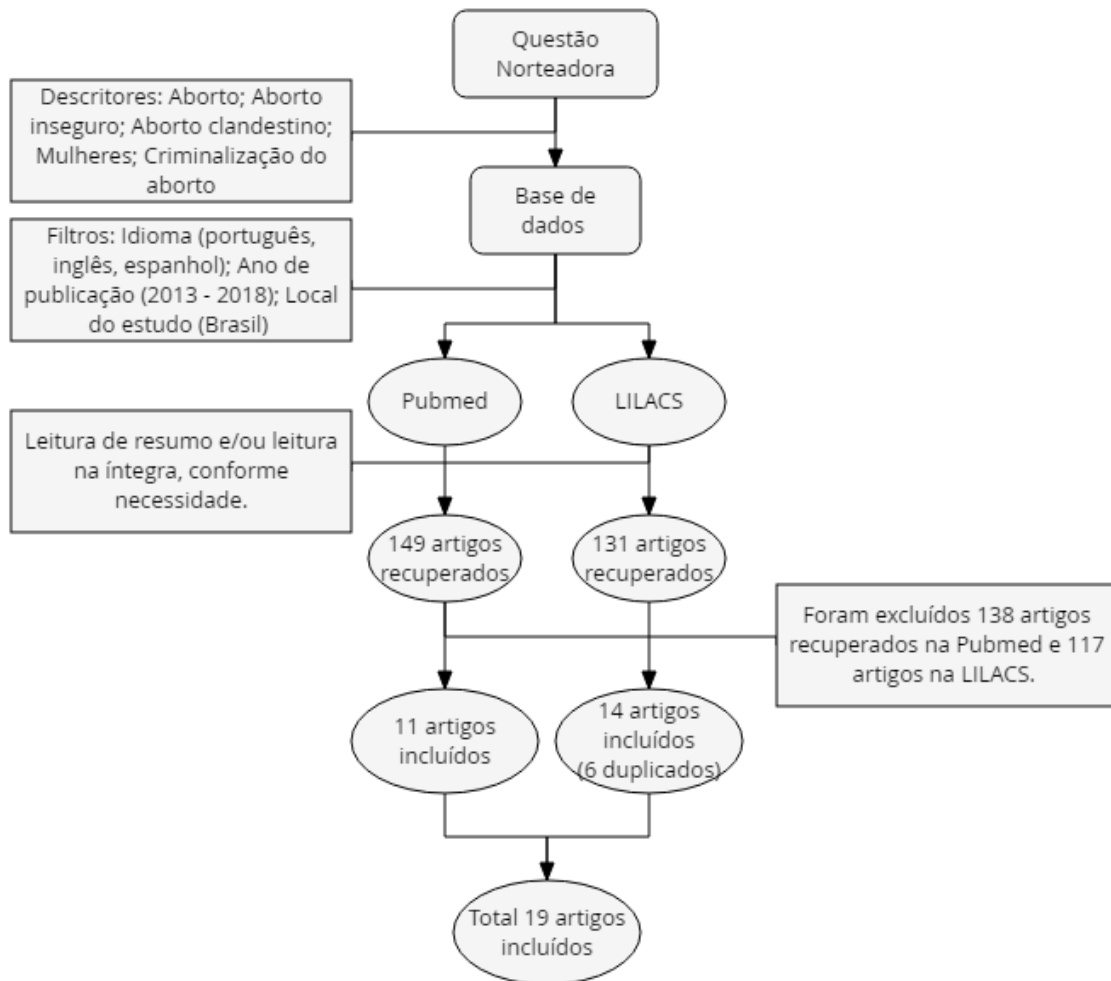 Questão
Norteadora
Descritores: Aborto; Aborto
inseguro; Aborto clandestino;
Mulheres; Criminalização do
aborto
Base de
dados
Filtros: Idioma (português,
inglês, espanhol); Ano de
publicação (2013 - 2018); Local
do estudo (Brasil)
Pubmed
LILACS
Leitura de resumo e/ou leitura
na íntegra, conforme
necessidade.
149 artigos
recuperados
131 artigos
recuperados
Foram excluídos 138 artigos
recuperados na Pubmed e 117
artigos na LILACS.
11 artigos
incluídos
14 artigos
incluídos
(6 duplicados)
Total 19 artigos
incluídos